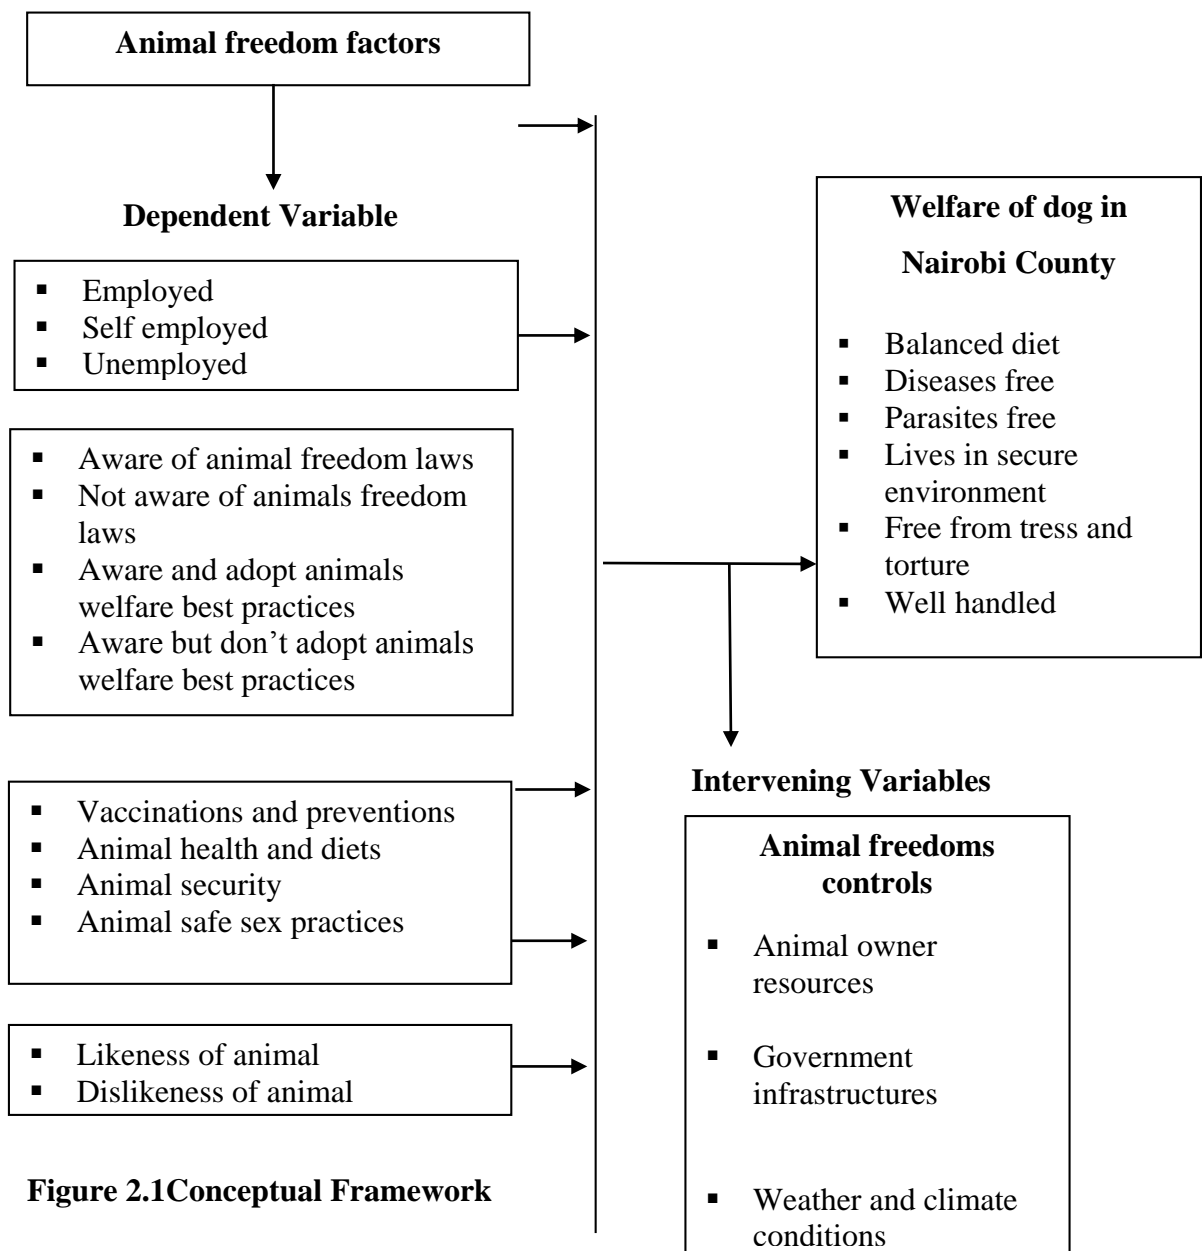 Animal freedom factors
Dependent Variable
▪ Employed
▪ Self employed
▪ Unemployed
▪ Aware of animal freedom laws
▪ Not aware of animals freedom
laws
▪ Aware and adopt animals
welfare best practices
▪ Aware but don’t adopt animals
welfare best practices
▪ Vaccinations and preventions
▪ Animal health and diets
▪ Animal security
▪ Animal safe sex practices
▪ Likeness of animal
▪ Dislikeness of animal
Welfare of dog in
Nairobi County
▪ Balanced diet
▪ Diseases free
▪ Parasites free
▪ Lives in secure
environment
▪ Free from tress and
torture
▪ Well handled
Intervening Variables
Animal freedoms
controls
▪ Animal owner
resources
▪ Government
infrastructures
▪ Weather and climate
conditions
Figure 2.1Conceptual Framework